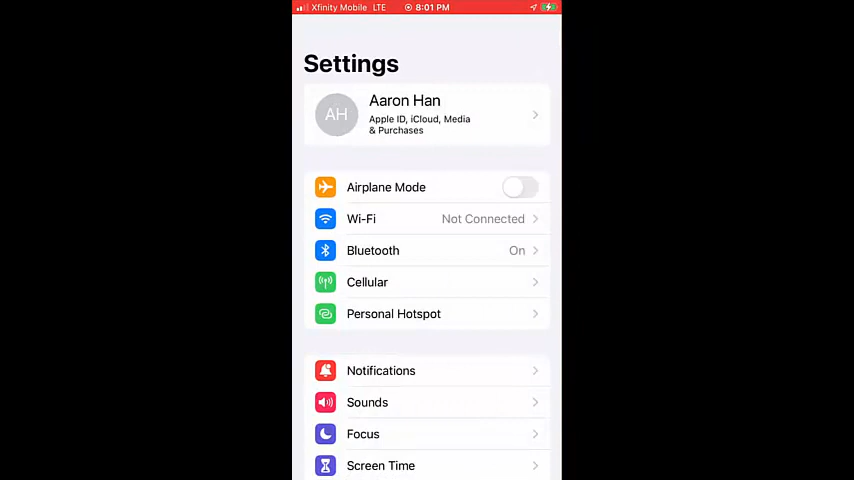 Xfinity Mobile LTE 8:01 PM
Settings
AH
Aaron Han
Apple ID, iCloud, Media
& Purchases
Airplane Mode
Wi-Fi Not Connected
Bluetooth On
Cellular
Personal Hotspot
Notifications
Sounds
Focus
Screen Time